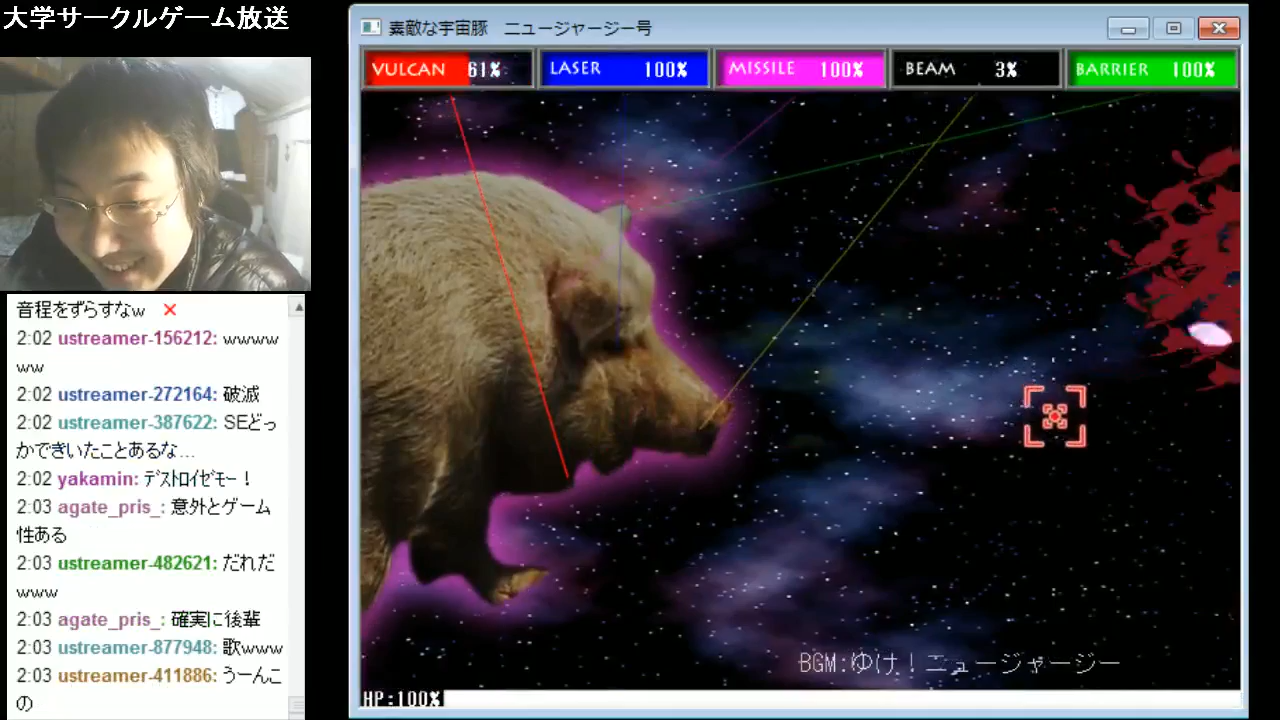 大学サークルゲーム放送
素敵な宇宙豚 ニュージャージー号
VULCAN 61%
LASER 100%
MISSILE 100%
BEAM 3%
BARRIER 100%
音程をずらすなw ×
2:02 ustreamer-156212: wwww
ww
2:02 ustreamer-272164: 破滅
2:02 ustreamer-387622: SEどっ
かできいたことあるな…
2:02 yakamin: ﾃﾞｽﾄﾛｲｾﾞﾓｰ！
2:03 agate_pris_: 意外とゲーム
性ある
2:03 ustreamer-482621: だれだ
www
2:03 agate_pris_: 確実に後輩
2:03 ustreamer-877948: 歌www
2:03 ustreamer-411886: うーんこ
の
BGM:ゆけ！ニュージャージー
HP:100%